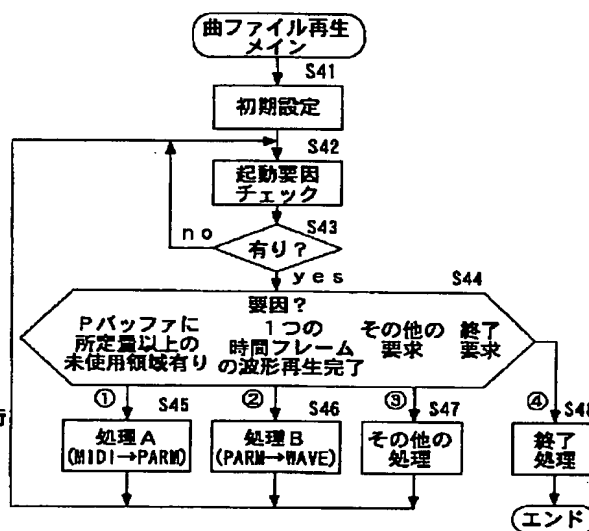 曲ファイル再生
メイン
S41
初期設定
S42
起動要因
チェック
S43
no
有り?
yes
S44
要因?
Pバッファに
所定量以上の
未使用領域有り
1つの
時間フレーム
の波形再生完了
その他の
要求
終了
要求
① S45
② S46
③ S47
④ S48
行
処理A
(MIDI→PARM)
処理B
(PARM→WAVE)
その他の
処理
終了
処理
エンド